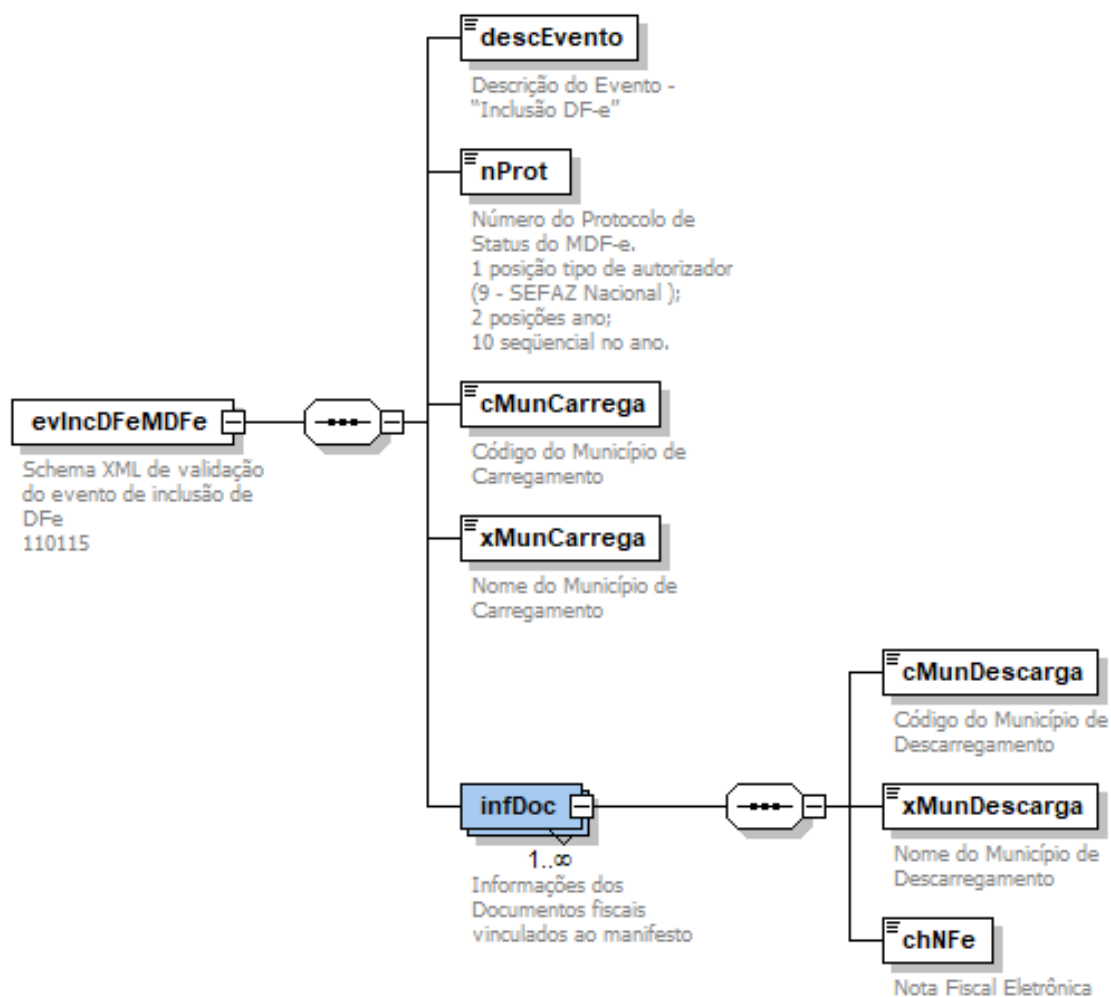 descEvento
Descrição do Evento -
"Inclusão DF-e"
nProt
Número do Protocolo de
Status do MDF-e.
1 posição tipo de autorizador
(9 - SEFAZ Nacional );
2 posições ano;
10 seqüencial no ano.
evIncDFeMDFe
Schema XML de validação
do evento de inclusão de
DFe
110115
cMunCarrega
Código do Município de
Carregamento
xMunCarrega
Nome do Município de
Carregamento
infDoc
1..∞
Informações dos
Documentos fiscais
vinculados ao manifesto
cMunDescarga
Código do Município de
Descarregamento
xMunDescarga
Nome do Município de
Descarregamento
chNFe
Nota Fiscal Eletrônica